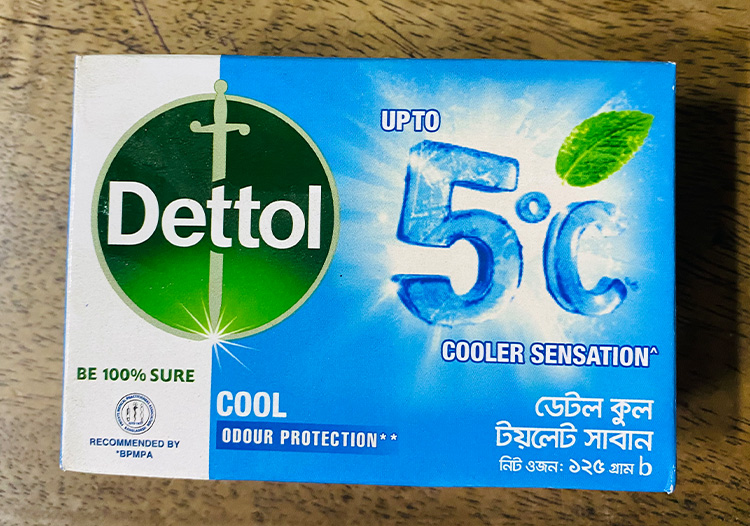 Dettol
BE 100% SURE
RECOMMENDED BY
*BPMPA
UPTO
5°C
COOLER SENSATION^
COOL
ODOUR PROTECTION**
ডেটল কুল
টয়লেট সাবান
নিট ওজন: ১২৫ গ্রাম b